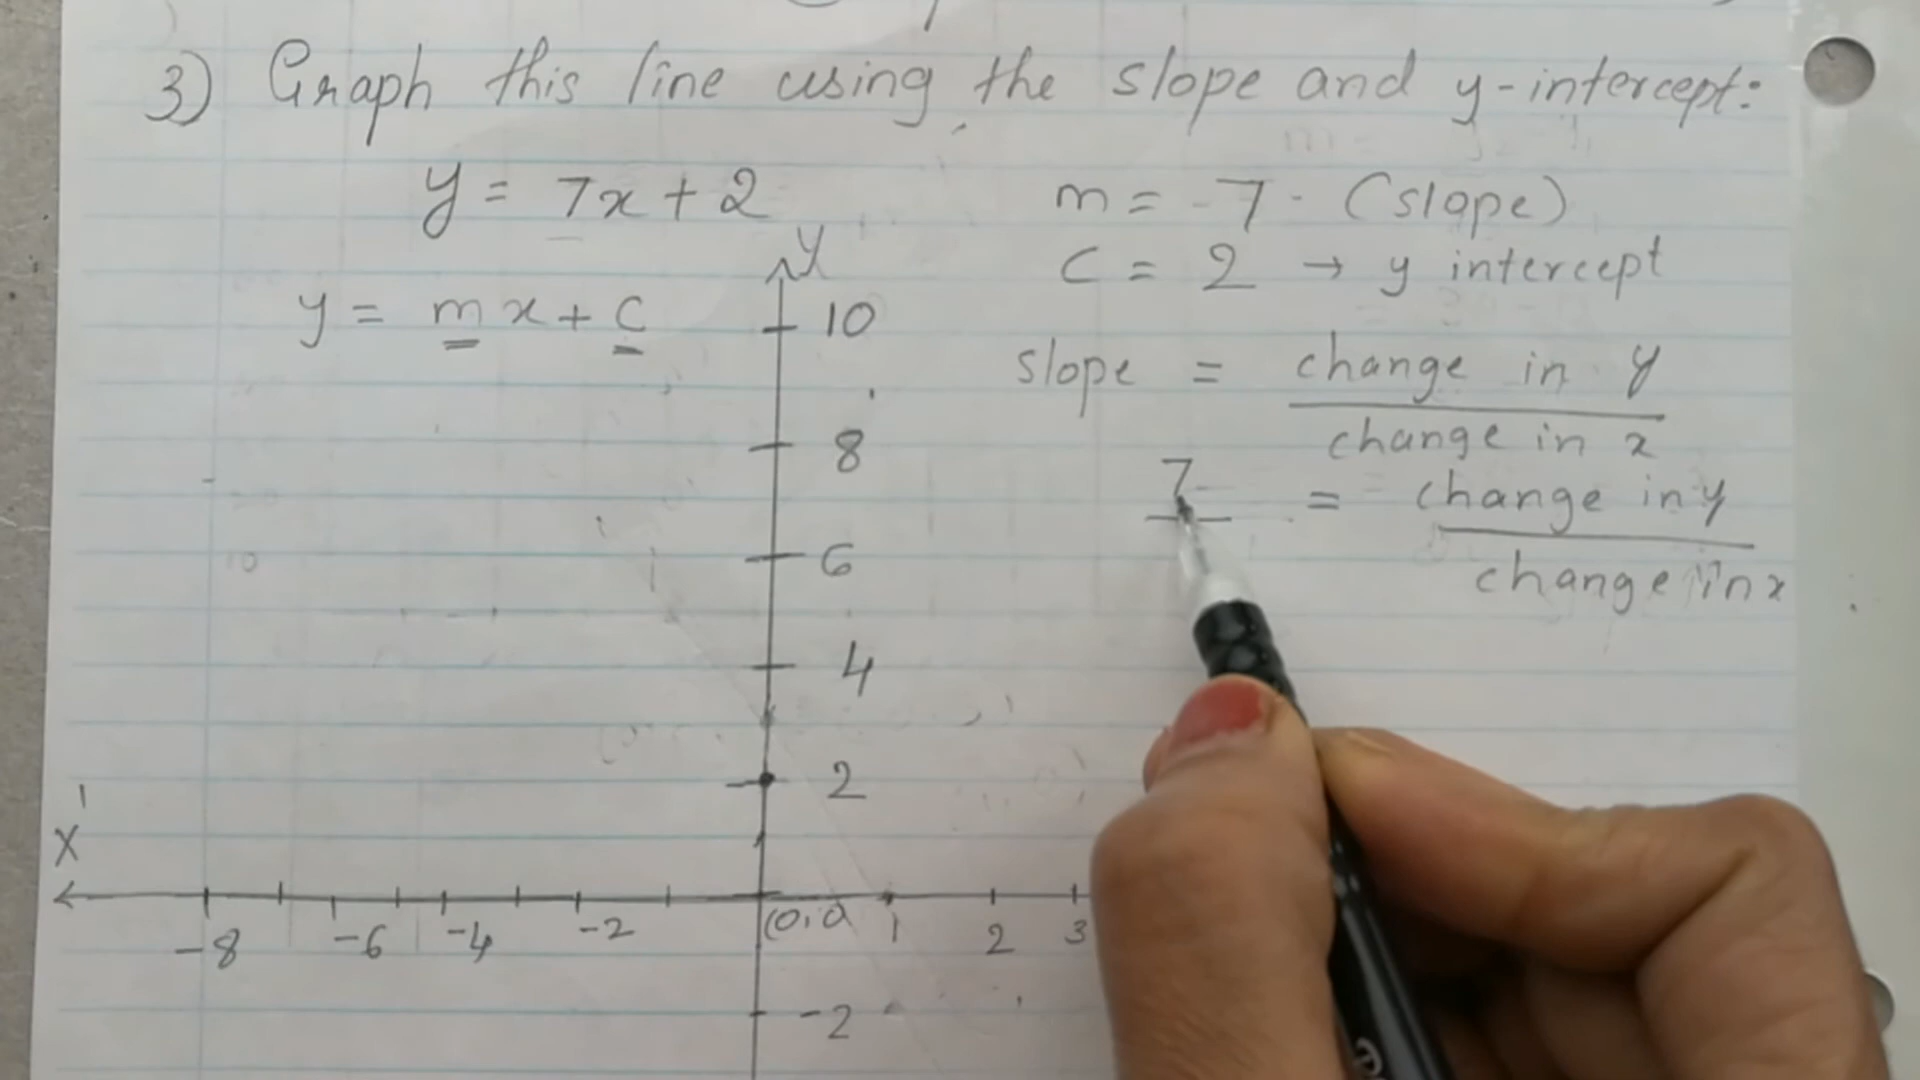 3) Graph this line using the slope and y-intercept:
y = 7x + 2
m = 7 (slope)
c = 2 → y intercept
y = mx + c
slope = change in y
change in x
7 = change in y
change in x
y
10
8
6
4
2
X'
-8 -6 -4 -2 (0,0 1 2 3
-2